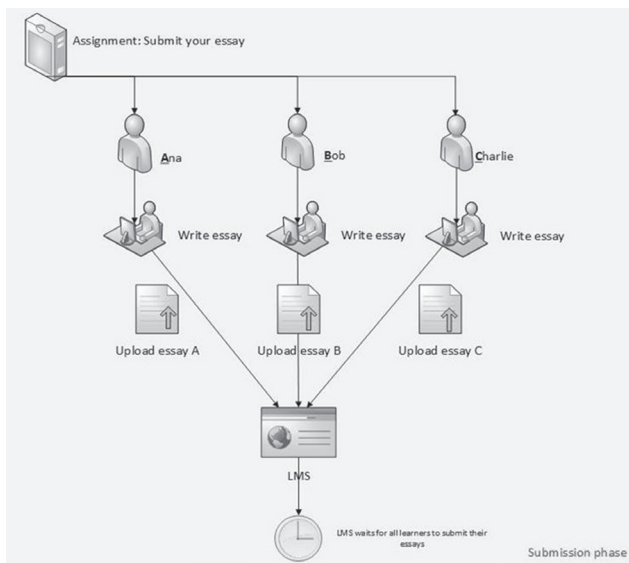 Assignment: Submit your essay
Ana
Bob
Charlie
Write essay
Write essay
Write essay
Upload essay A
Upload essay B
Upload essay C
LMS
LMS waits for all learners to submit their
essays
Submission phase